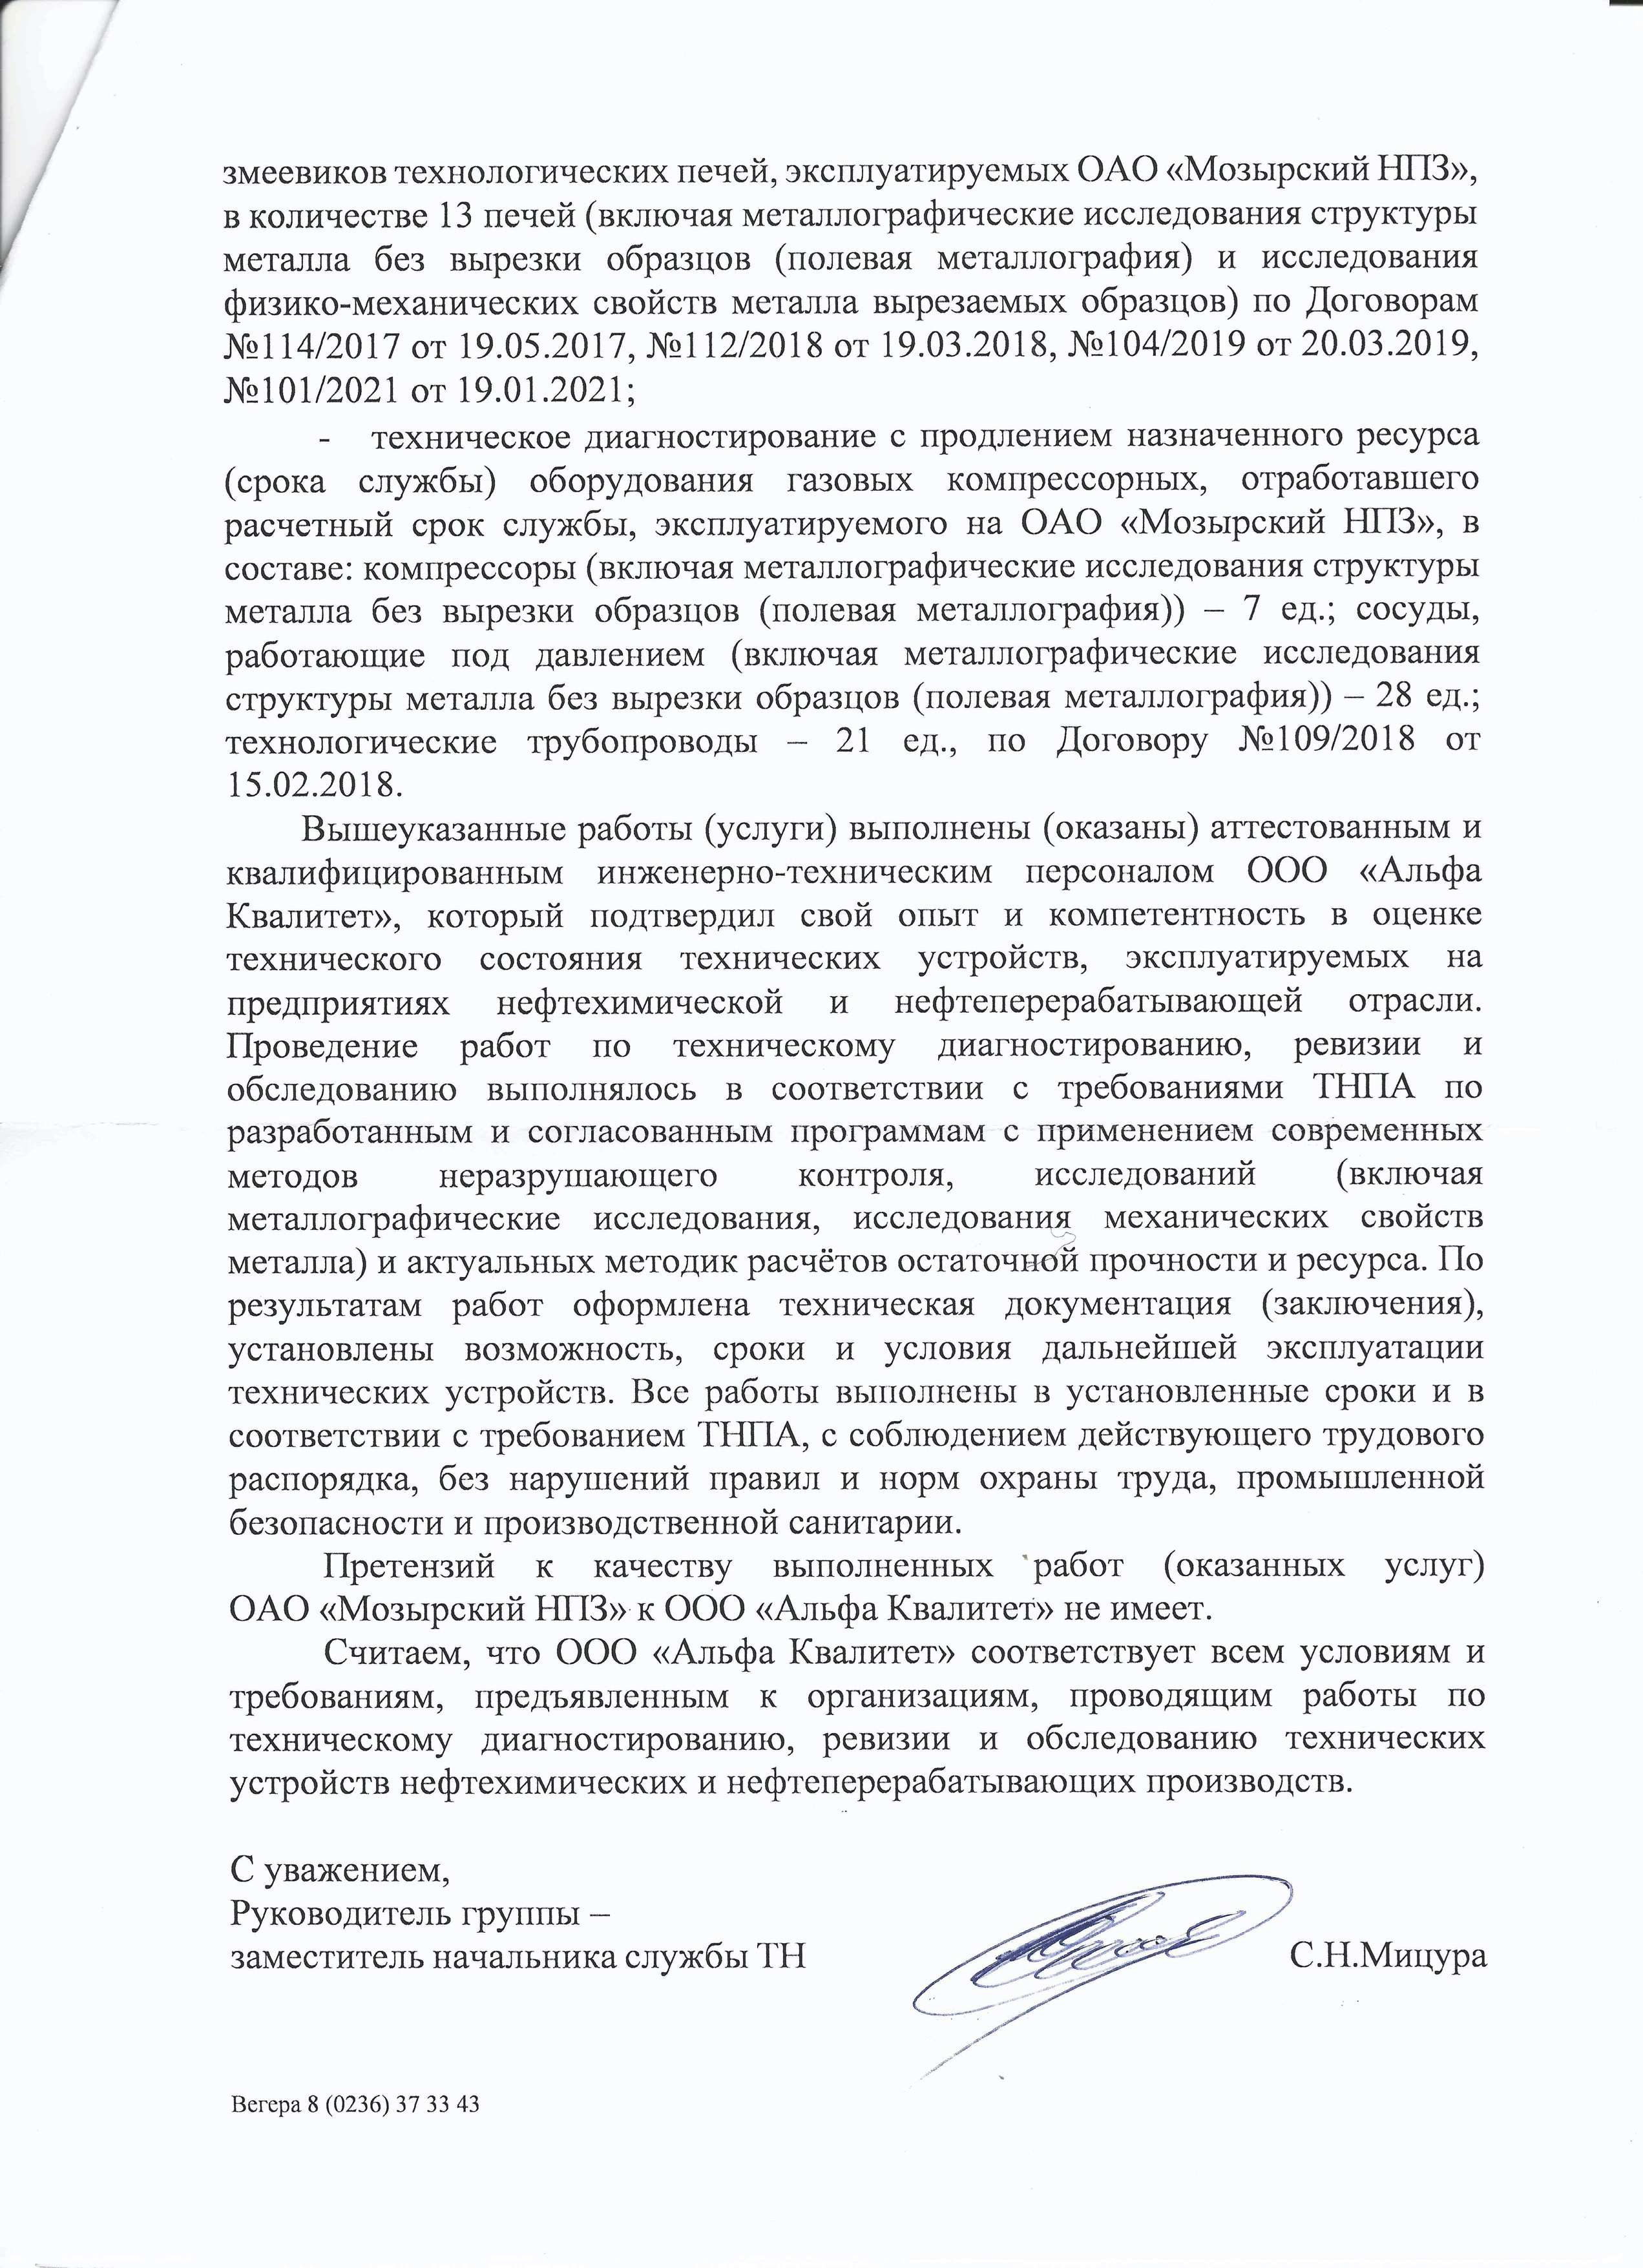 змеевиков технологических печей, эксплуатируемых ОАО «Мозырский НПЗ»,
в количестве 13 печей (включая металлографические исследования структуры
металла без вырезки образцов (полевая металлография) и исследования
физико-механических свойств металла вырезаемых образцов) по Договорам
№114/2017 от 19.05.2017, №112/2018 от 19.03.2018, №104/2019 от 20.03.2019,
№101/2021 от 19.01.2021;
- техническое диагностирование с продлением назначенного ресурса
(срока службы) оборудования газовых компрессорных, отработавшего
расчетный срок службы, эксплуатируемого на ОАО «Мозырский НПЗ», в
составе: компрессоры (включая металлографические исследования структуры
металла без вырезки образцов (полевая металлография)) – 7 ед.; сосуды,
работающие под давлением (включая металлографические исследования
структуры металла без вырезки образцов (полевая металлография)) – 28 ед.;
технологические трубопроводы – 21 ед., по Договору №109/2018 от
15.02.2018.
Вышеуказанные работы (услуги) выполнены (оказаны) аттестованным и
квалифицированным инженерно-техническим персоналом ООО «Альфа
Квалитет», который подтвердил свой опыт и компетентность в оценке
технического состояния технических устройств, эксплуатируемых на
предприятиях нефтехимической и нефтеперерабатывающей отрасли.
Проведение работ по техническому диагностированию, ревизии и
обследованию выполнялось в соответствии с требованиями ТНПА по
разработанным и согласованным программам с применением современных
методов неразрушающего контроля, исследований (включая
металлографические исследования, исследования механических свойств
металла) и актуальных методик расчётов остаточной прочности и ресурса. По
результатам работ оформлена техническая документация (заключения),
установлены возможность, сроки и условия дальнейшей эксплуатации
технических устройств. Все работы выполнены в установленные сроки и в
соответствии с требованием ТНПА, с соблюдением действующего трудового
распорядка, без нарушений правил и норм охраны труда, промышленной
безопасности и производственной санитарии.
Претензий к качеству выполненных работ (оказанных услуг)
ОАО «Мозырский НПЗ» к ООО «Альфа Квалитет» не имеет.
Считаем, что ООО «Альфа Квалитет» соответствует всем условиям и
требованиям, предъявленным к организациям, проводящим работы по
техническому диагностированию, ревизии и обследованию технических
устройств нефтехимических и нефтеперерабатывающих производств.
С уважением,
Руководитель группы –
заместитель начальника службы ТН С.Н.Мицура
Вегера 8 (0236) 37 33 43